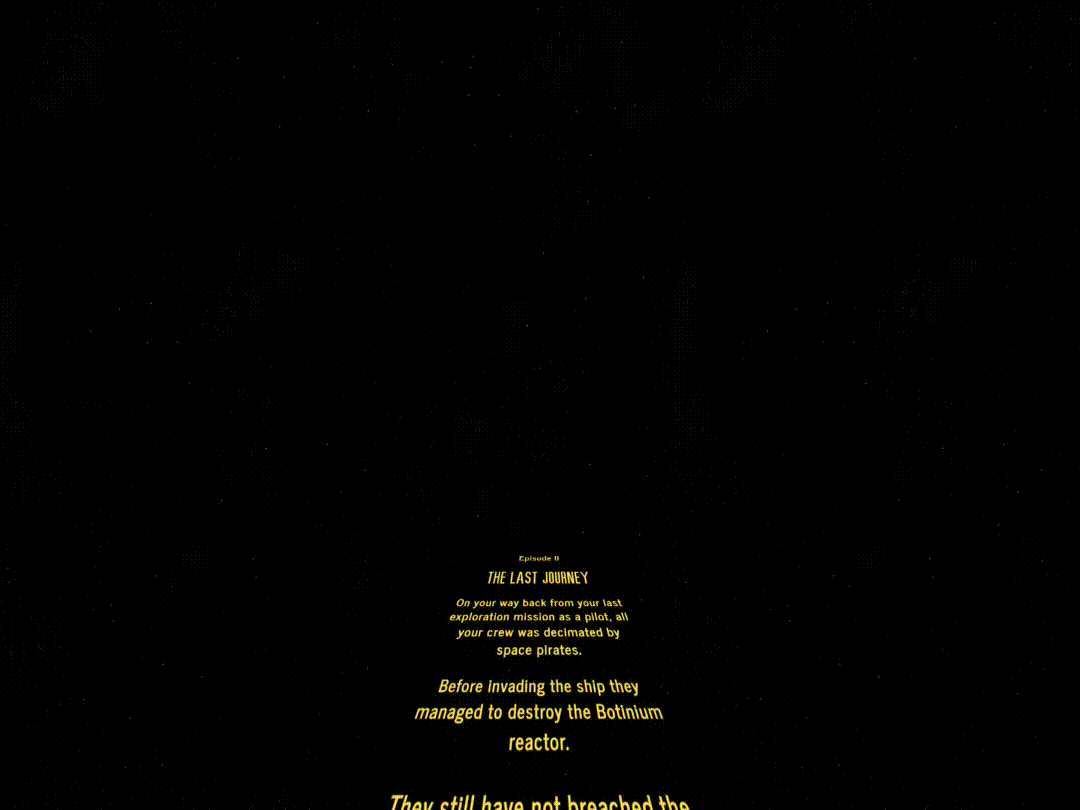 Episode II
THE LAST JOURNEY
On your way back from your last
exploration mission as a pilot, all
your crew was decimated by
space pirates.
Before invading the ship they
managed to destroy the Botinium
reactor.
They still have not breached the